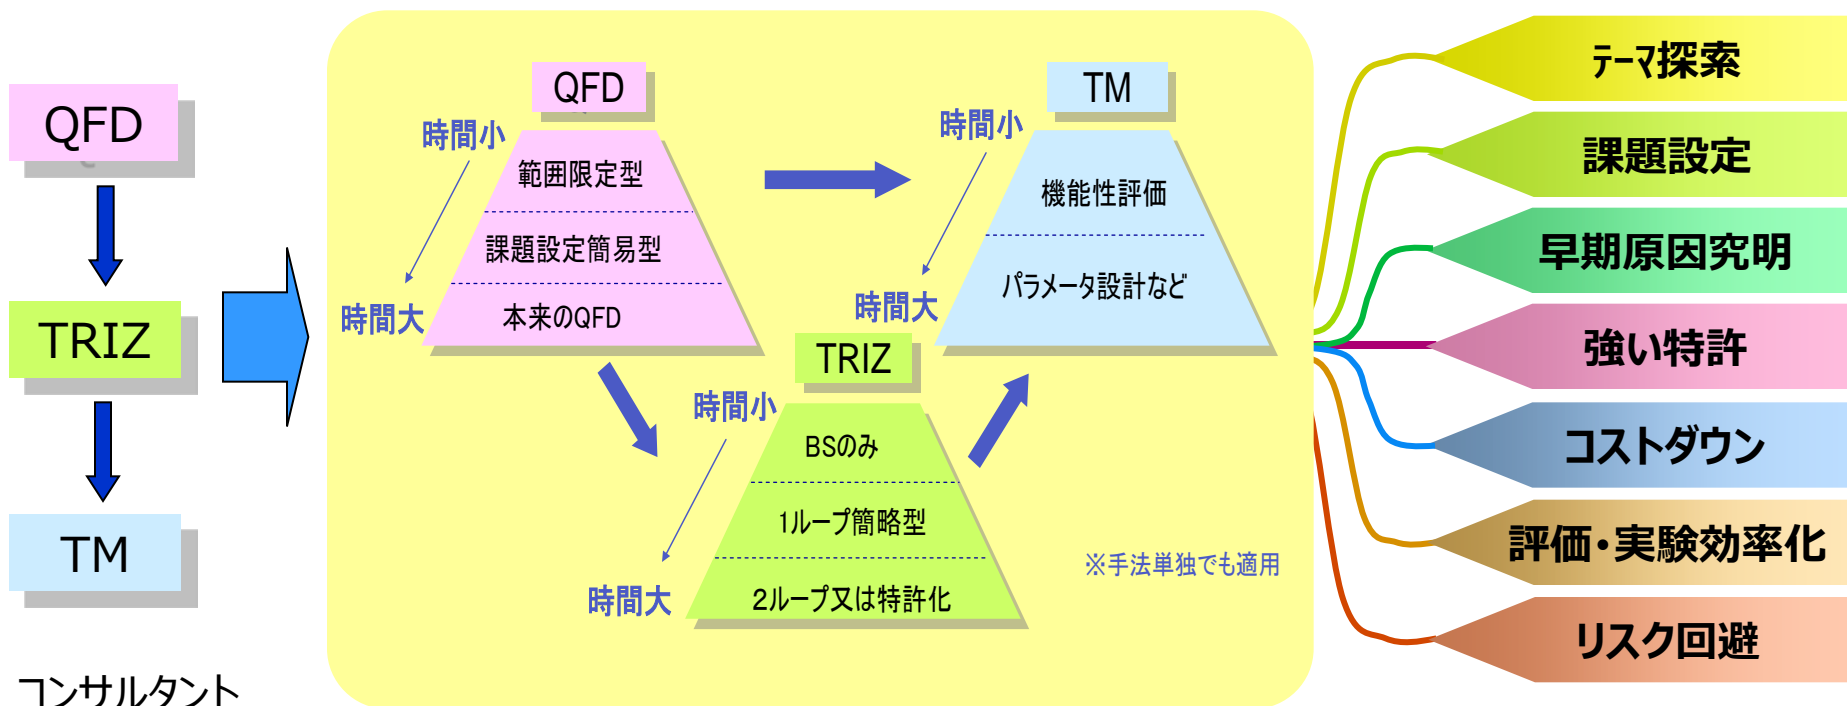 QFD
TRIZ
TM
コンサルタント
QFD
時間小
範囲限定型
課題設定簡易型
本来のQFD
時間大
TM
時間小
機能性評価
パラメータ設計など
時間大
TRIZ
時間小
BSのみ
1ループ簡略型
2ループ又は特許化
時間大
※手法単独でも適用
テーマ探索
課題設定
早期原因究明
強い特許
コストダウン
評価・実験効率化
リスク回避